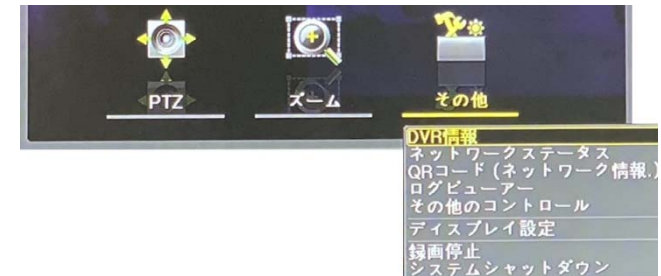 PTZ
ズーム
その他
DVR情報
ネットワークステータス
QRコード (ネットワーク情報.)
ログビューアー
その他のコントロール
ディスプレイ設定
録画停止
システムシャットダウン